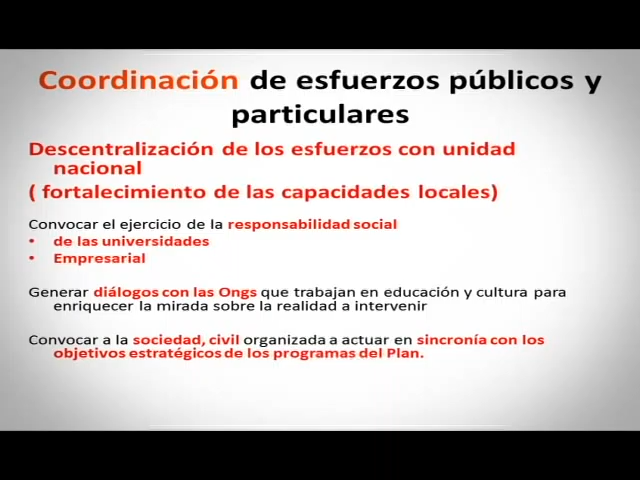 Coordinación de esfuerzos públicos y
particulares
Descentralización de los esfuerzos con unidad
nacional
( fortalecimiento de las capacidades locales)
Convocar el ejercicio de la responsabilidad social
• de las universidades
• Empresarial
Generar diálogos con las Ongs que trabajan en educación y cultura para
enriquecer la mirada sobre la realidad a intervenir
Convocar a la sociedad, civil organizada a actuar en sincronía con los
objetivos estratégicos de los programas del Plan.